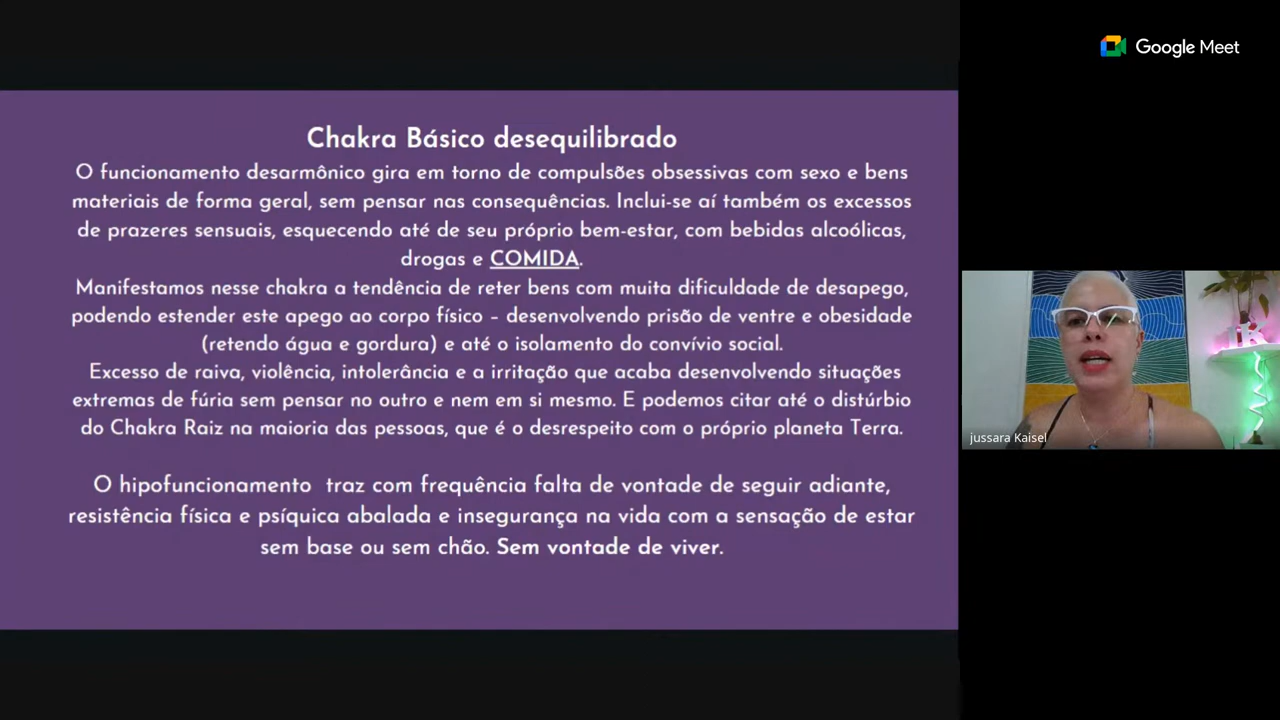 Google Meet
Chakra Básico desequilibrado
O funcionamento desarmônico gira em torno de compulsões obsessivas com sexo e bens
materiais de forma geral, sem pensar nas consequências. Inclui-se aí também os excessos
de prazeres sensuais, esquecendo até de seu próprio bem-estar, com bebidas alcoólicas,
drogas e COMIDA.
Manifestamos nesse chakra a tendência de reter bens com muita dificuldade de desapego,
podendo estender este apego ao corpo físico – desenvolvendo prisão de ventre e obesidade
(retendo água e gordura) e até o isolamento do convívio social.
Excesso de raiva, violência, intolerância e a irritação que acaba desenvolvendo situações
extremas de fúria sem pensar no outro e nem em si mesmo. E podemos citar até o distúrbio
do Chakra Raiz na maioria das pessoas, que é o desrespeito com o próprio planeta Terra.
O hipofuncionamento  traz com frequência falta de vontade de seguir adiante,
resistência física e psíquica abalada e insegurança na vida com a sensação de estar
sem base ou sem chão. Sem vontade de viver.
jussara Kaisel